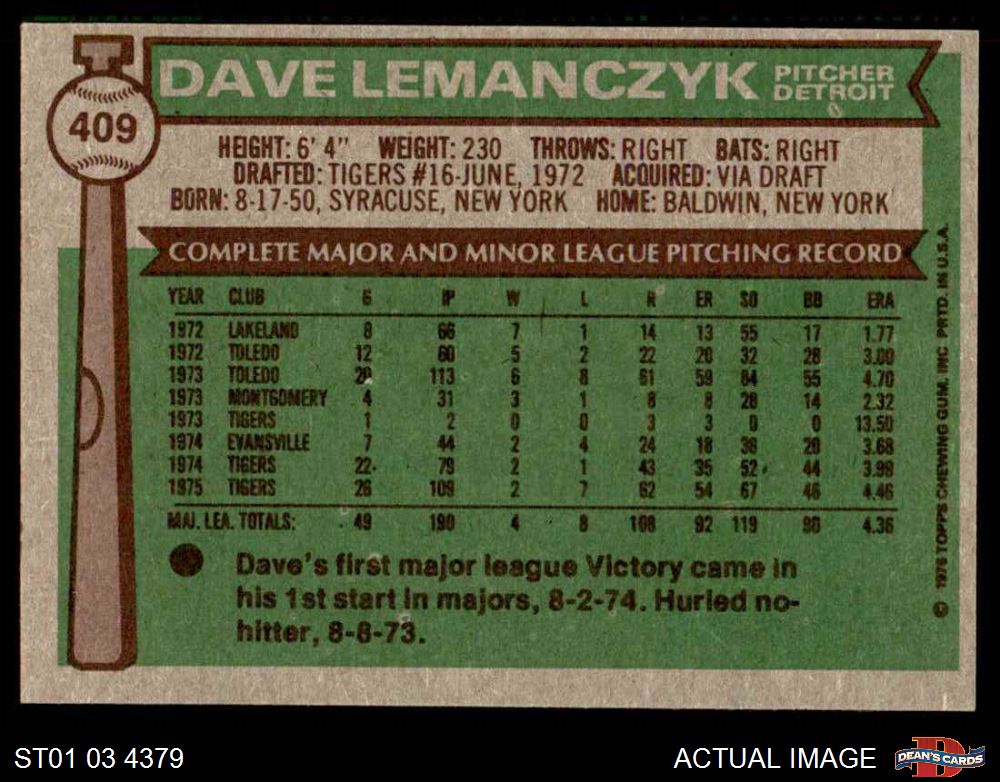 DAVE LEMANCZYK PITCHER DETROIT
409
HEIGHT: 6' 4" WEIGHT: 230 THROWS: RIGHT BATS: RIGHT
DRAFTED: TIGERS #16-JUNE, 1972 ACQUIRED: VIA DRAFT
BORN: 8-17-50, SYRACUSE, NEW YORK HOME: BALDWIN, NEW YORK
COMPLETE MAJOR AND MINOR LEAGUE PITCHING RECORD
YEAR CLUB G IP W L R ER SO BB ERA
1972 LAKELAND 8 66 7 1 14 13 55 17 1.77
1972 TOLEDO 12 60 5 2 22 20 32 28 3.00
1973 TOLEDO 20 113 6 8 61 59 84 55 4.70
1973 MONTGOMERY 4 31 3 1 8 8 28 14 2.32
1973 TIGERS 1 2 0 0 3 3 0 0 13.50
1974 EVANSVILLE 7 44 2 4 24 18 38 20 3.68
1974 TIGERS 22 79 2 1 43 35 52 44 3.99
1975 TIGERS 26 109 2 7 62 54 67 46 4.46
MAJ. LEA. TOTALS: 49 190 4 8 108 92 119 90 4.36
Dave's first major league Victory came in
his 1st start in majors, 8-2-74. Hurled no-
hitter, 8-8-73.
© 1976 TOPPS CHEWING GUM, INC PRTD. IN U.S.A.
ST01 03 4379 ACTUAL IMAGE DEAN'S CARDS